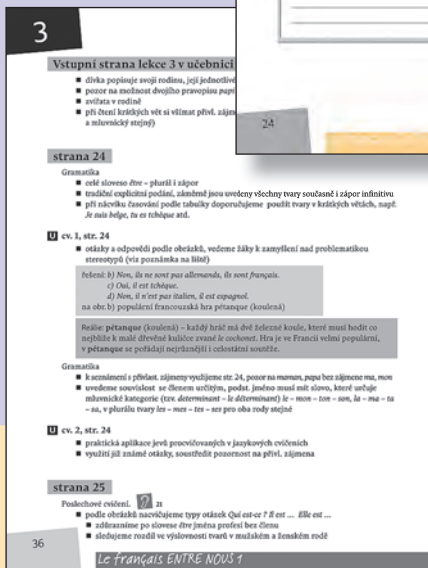 3
Vstupní strana lekce 3 v učebnici
■ dívka popisuje svoji rodinu, její jednotlivé
■ pozor na možnost dvojího pravopisu papi
■ zvířata v rodině
■ při čtení krátkých vět si všímat přivl. zájme
a mluvnický stejný)
24
strana 24
Gramatika
■ celé sloveso être – plurál i zápor
■ tradiční explicitní podání, záměrně jsou uvedeny všechny tvary současně i zápor infinitivu
■ při nácviku časování podle tabulky doporučujeme použít tvary v krátkých větách, např.
Je suis belge, tu es tchèque atd.
U cv. 1, str. 24
■ otázky a odpovědi podle obrázků, vedeme žáky k zamyšlení nad problematikou
stereotypů (viz poznámka na liště)
řešení: b) Non, ils ne sont pas allemands, ils sont français.
c) Oui, il est tchèque.
d) Non, il n'est pas italien, il est espagnol.
na obr. b) populární francouzská hra pétanque (koulená)
Reálie: pétanque (koulená) – každý hráč má dvě železné koule, které musí hodit co
nejblíže k malé dřevěné kuličce zvané le cochonet. Hra je ve Francii velmi populární,
v pétanque se pořádají nejrůznější i celostátní soutěže.
Gramatika
■ k seznámení s přivlast. zájmeny využijeme str. 24, pozor na maman, papa bez zájmene ma, mon
■ uvedeme souvislost se členem určitým, podst. jméno musí mít slovo, které určuje
mluvnické kategorie (tzv. determinant – le déterminant) le – mon – ton – son, la – ma – ta
– sa, v plurálu tvary les – mes – tes – ses pro oba rody stejné
U cv. 2, str. 24
■ praktická aplikace jevů procvičovaných v jazykových cvičeních
■ využití již známé otázky, soustředit pozornost na přivl. zájmena
strana 25
Poslechové cvičení. 21
■ podle obrázků nacvičujeme typy otázek Qui est-ce ? Il est ... Elle est ...
■ zdůrazníme po slovese être jména profesí bez členu
■ sledujeme rozdíl ve výslovnosti tvarů v mužském a ženském rodě
36
Le français ENTRE NOUS 1